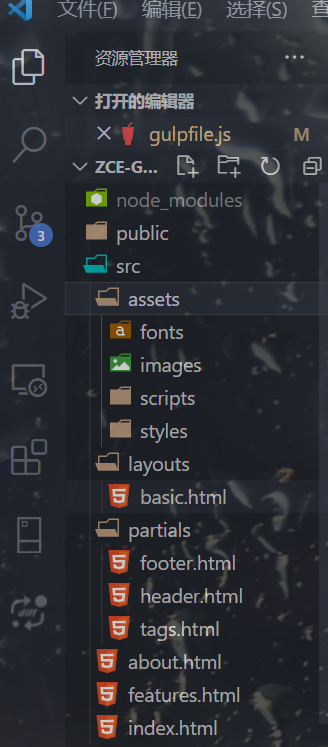 文件(F) 编辑(E) 选择(S)
资源管理器 ...
打开的编辑器
gulpfile.js M
ZCE-G...
node_modules
public
3
src
assets
a fonts
images
scripts
styles
layouts
basic.html
partials
footer.html
header.html
tags.html
diff
about.html
features.html
index.html